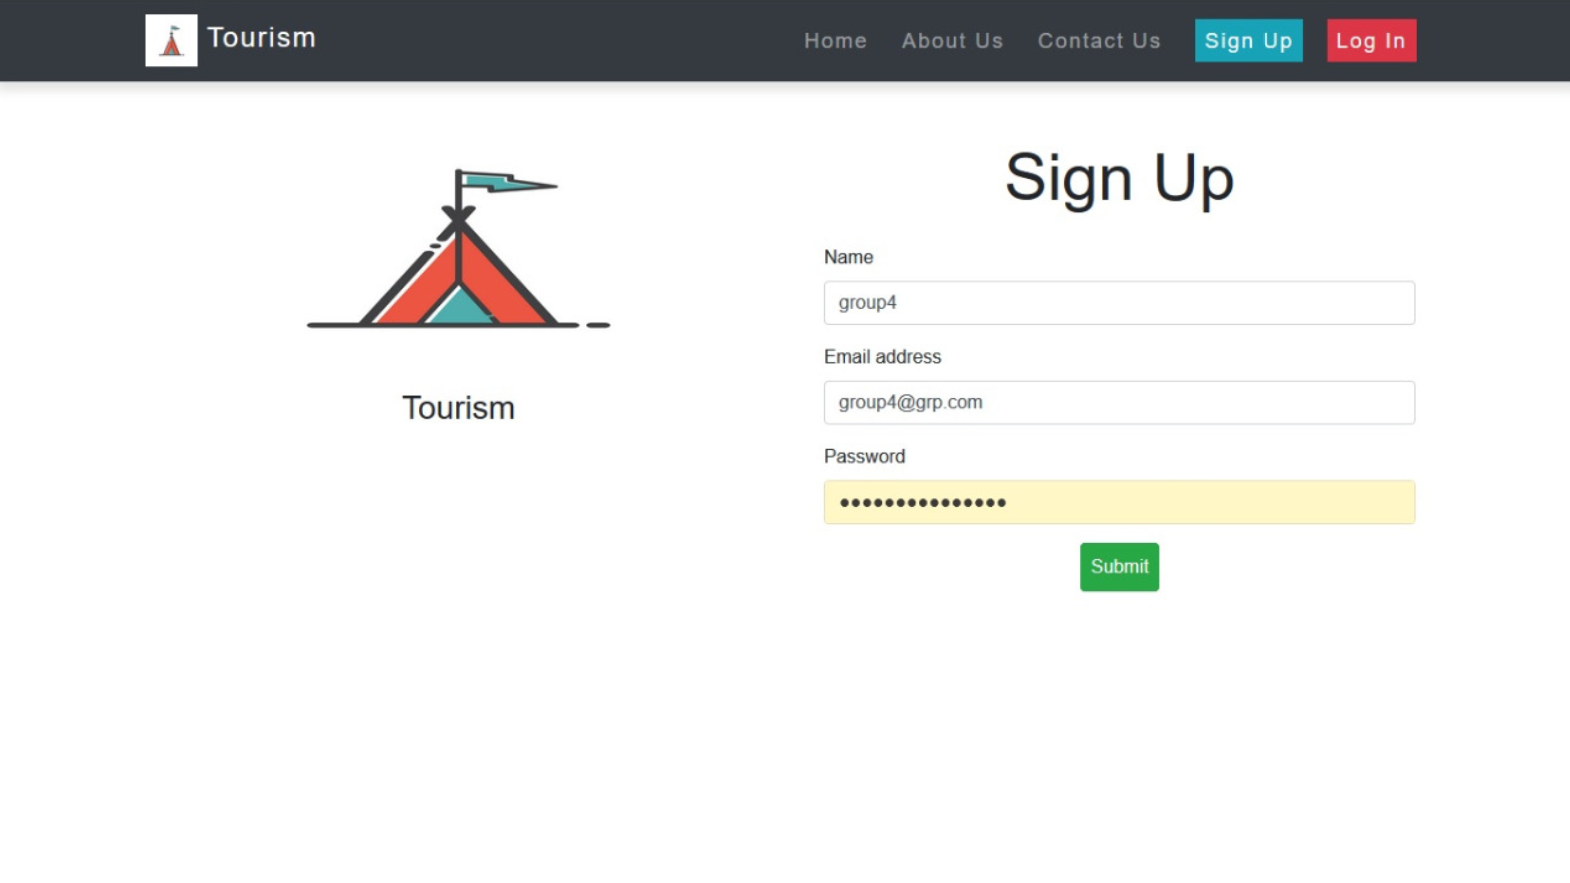 Tourism
Home About Us Contact Us Sign Up Log In
Tourism
Sign Up
Name
group4
Email address
group4@grp.com
Password
•••••••••••••••
Submit